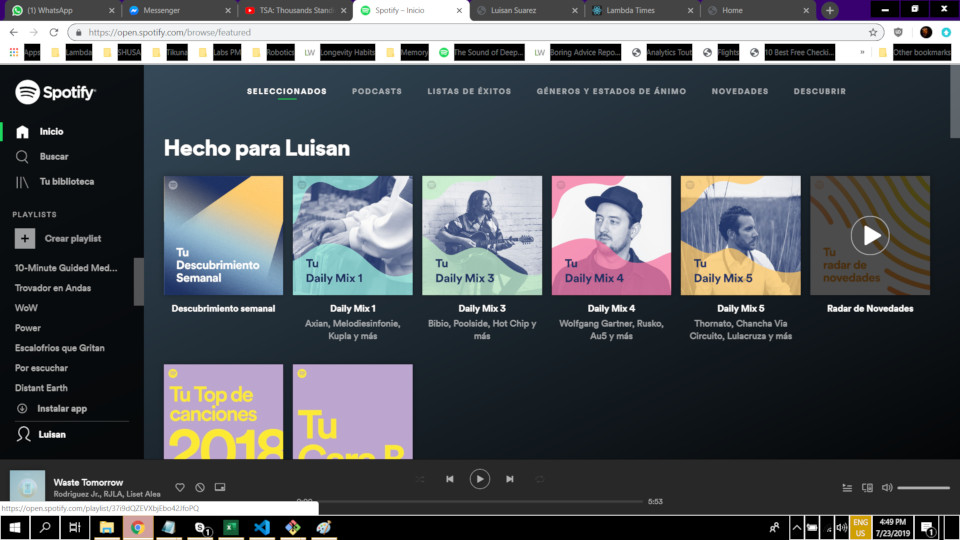 (1) WhatsApp
Messenger
TSA: Thousands Stand
Spotify – Inicio
Luisan Suarez
Lambda Times
Home
https://open.spotify.com/browse/featured
Apps
Lambda
SHUSA
Tikuna
Labs PM
Robotics
LW Longevity Habits
Memory
The Sound of Deep...
LW Boring Advice Repo...
Analytics Tout
Flights
10 Best Free Checki...
»
Other bookmarks
Spotify
Inicio
Buscar
Tu biblioteca
PLAYLISTS
Crear playlist
10-Minute Guided Med...
Trovador en Andas
WoW
Power
Escalofrios que Gritan
Por escuchar
Distant Earth
Instalar app
Luisan
SELECCIONADOS
PODCASTS
LISTAS DE ÉXITOS
GÉNEROS Y ESTADOS DE ÁNIMO
NOVEDADES
DESCUBRIR
Hecho para Luisan
Tu
Descubrimiento
Semanal
Descubrimiento semanal
Tu
Daily Mix 1
Daily Mix 1
Axian, Melodiesinfonie,
Kupla y más
Tu
Daily Mix 3
Daily Mix 3
Bibio, Poolside, Hot Chip y
más
Tu
Daily Mix 4
Daily Mix 4
Wolfgang Gartner, Rusko,
Au5 y más
Tu
Daily Mix 5
Daily Mix 5
Thornato, Chancha Via
Circuito, Lulacruza y más
Tu
radar de
novedades
Radar de Novedades
Tu Top de
canciones
2018
Tu
Waste Tomorrow
Rodriguez Jr., RJLA, Liset Alea
5:53
https://open.spotify.com/playlist/37i9dQZEVXbjEbo42JfoPQ
ENG
US
4:49 PM
7/23/2019
1